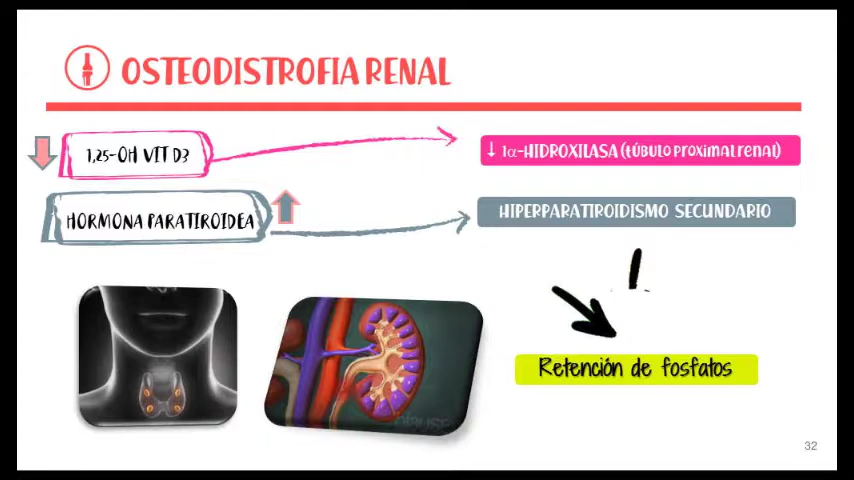 OSTEODISTROFIA RENAL
1,25-OH VIT D3
↓ 1α-HIDROXILASA (túbulo proximal renal)
HORMONA PARATIROIDEA
HIPERPARATIROIDISMO SECUNDARIO
Retención de fosfatos
32